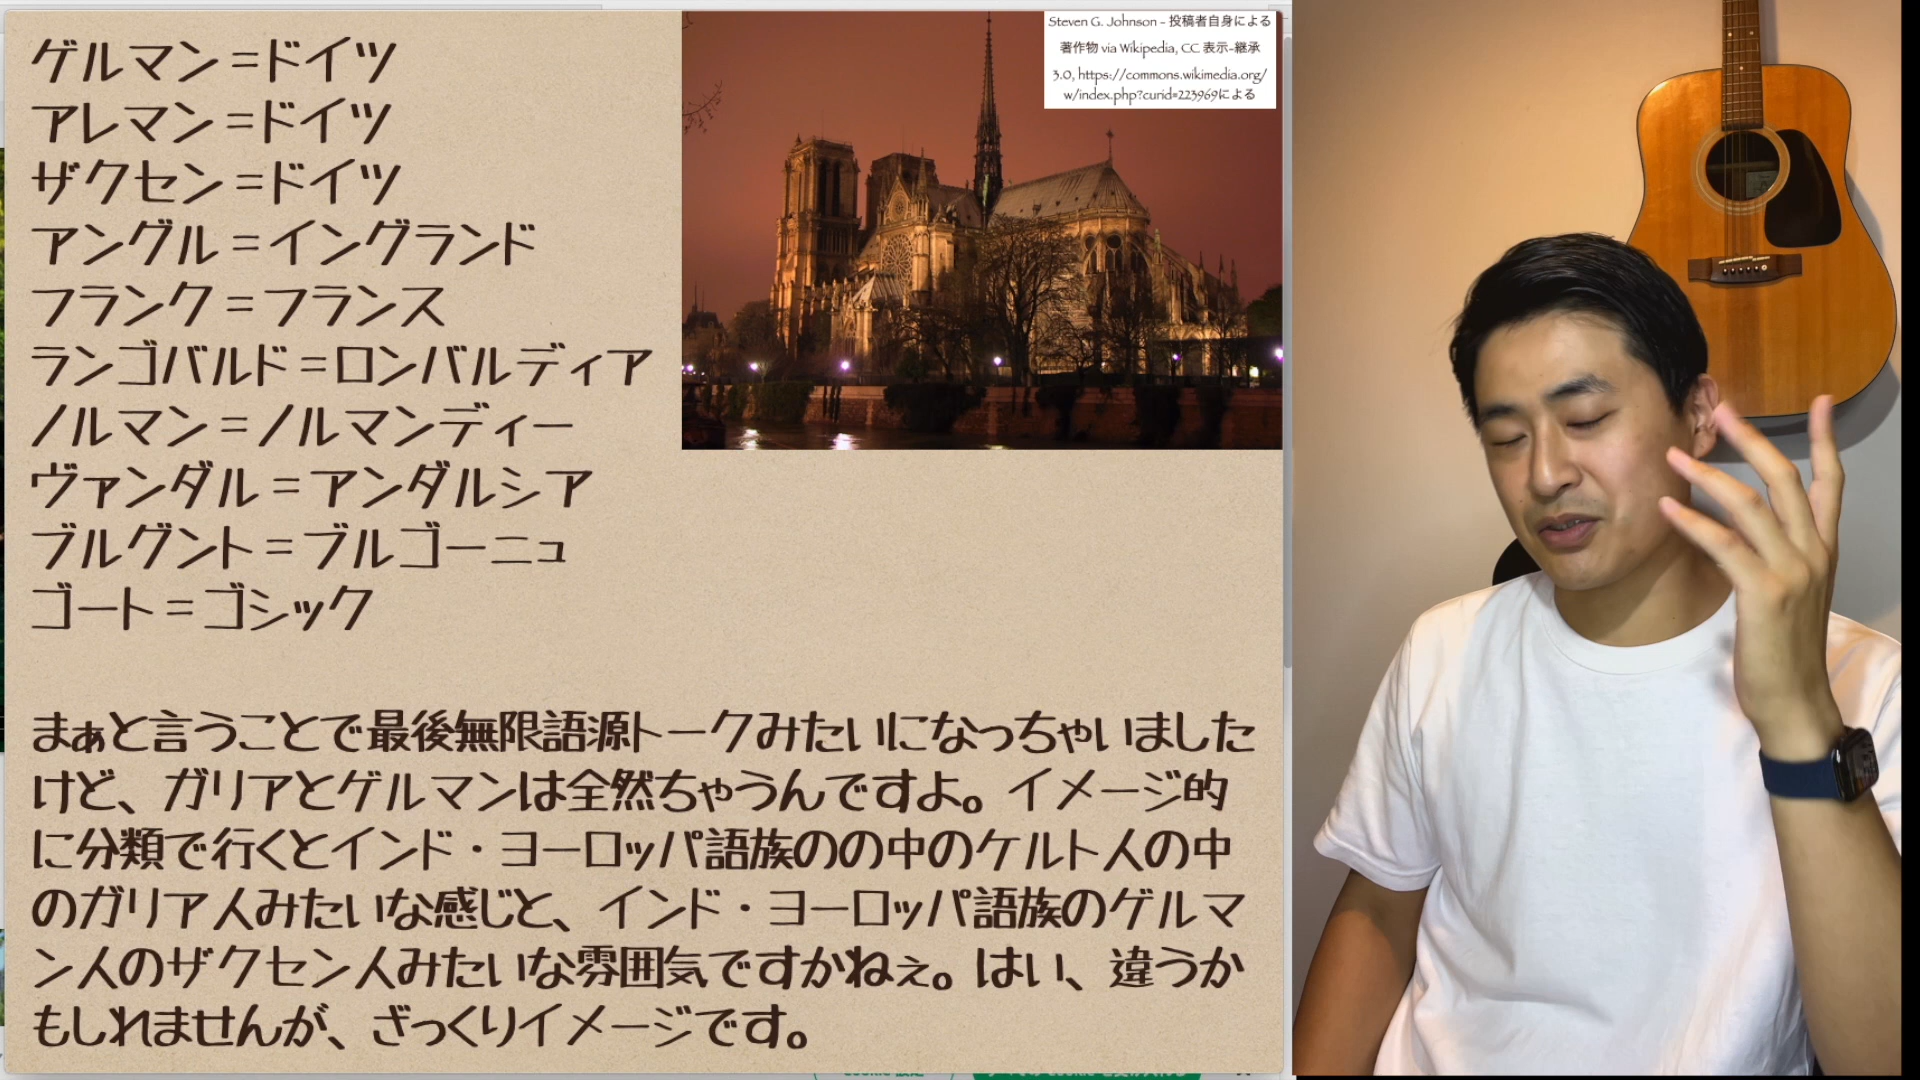 ゲルマン＝ドイツ
アレマン＝ドイツ
ザクセン＝ドイツ
アングル＝イングランド
フランク＝フランス
ランゴバルド＝ロンバルディア
ノルマン＝ノルマンディー
ヴァンダル＝アンダルシア
ブルグント＝ブルゴーニュ
ゴート＝ゴシック
Steven G. Johnson - 投稿者自身による
著作物 via Wikipedia, CC 表示-継承
3.0, https://commons.wikimedia.org/
w/index.php?curid=223969による
まぁと言うことで最後無限語源トークみたいになっちゃいました
けど、ガリアとゲルマンは全然ちゃうんですよ。イメージ的
に分類で行くとインド・ヨーロッパ語族のの中のケルト人の中
のガリア人みたいな感じと、インド・ヨーロッパ語族のゲルマ
ン人のザクセン人みたいな雰囲気ですかねぇ。はい、違うか
もしれませんが、ざっくりイメージです。